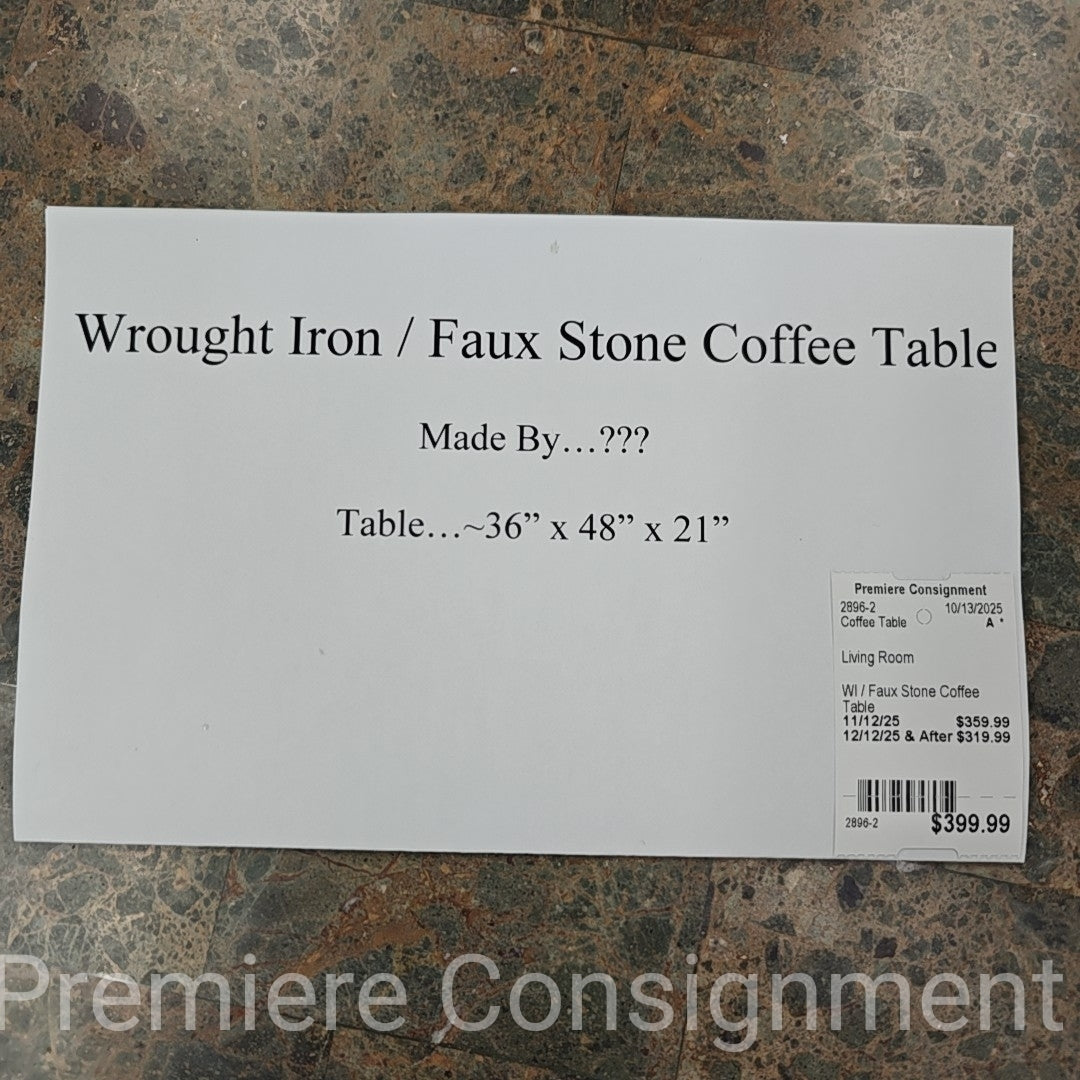 Wrought Iron / Faux Stone Coffee Table
Made By…???
Table…~36” x 48” x 21”
Premiere Consignment
2896-2 10/13/2025
Coffee Table A *
Living Room
WI / Faux Stone Coffee
Table
11/12/25 $359.99
12/12/25 & After $319.99
2896-2 $399.99
Premiere Consignment